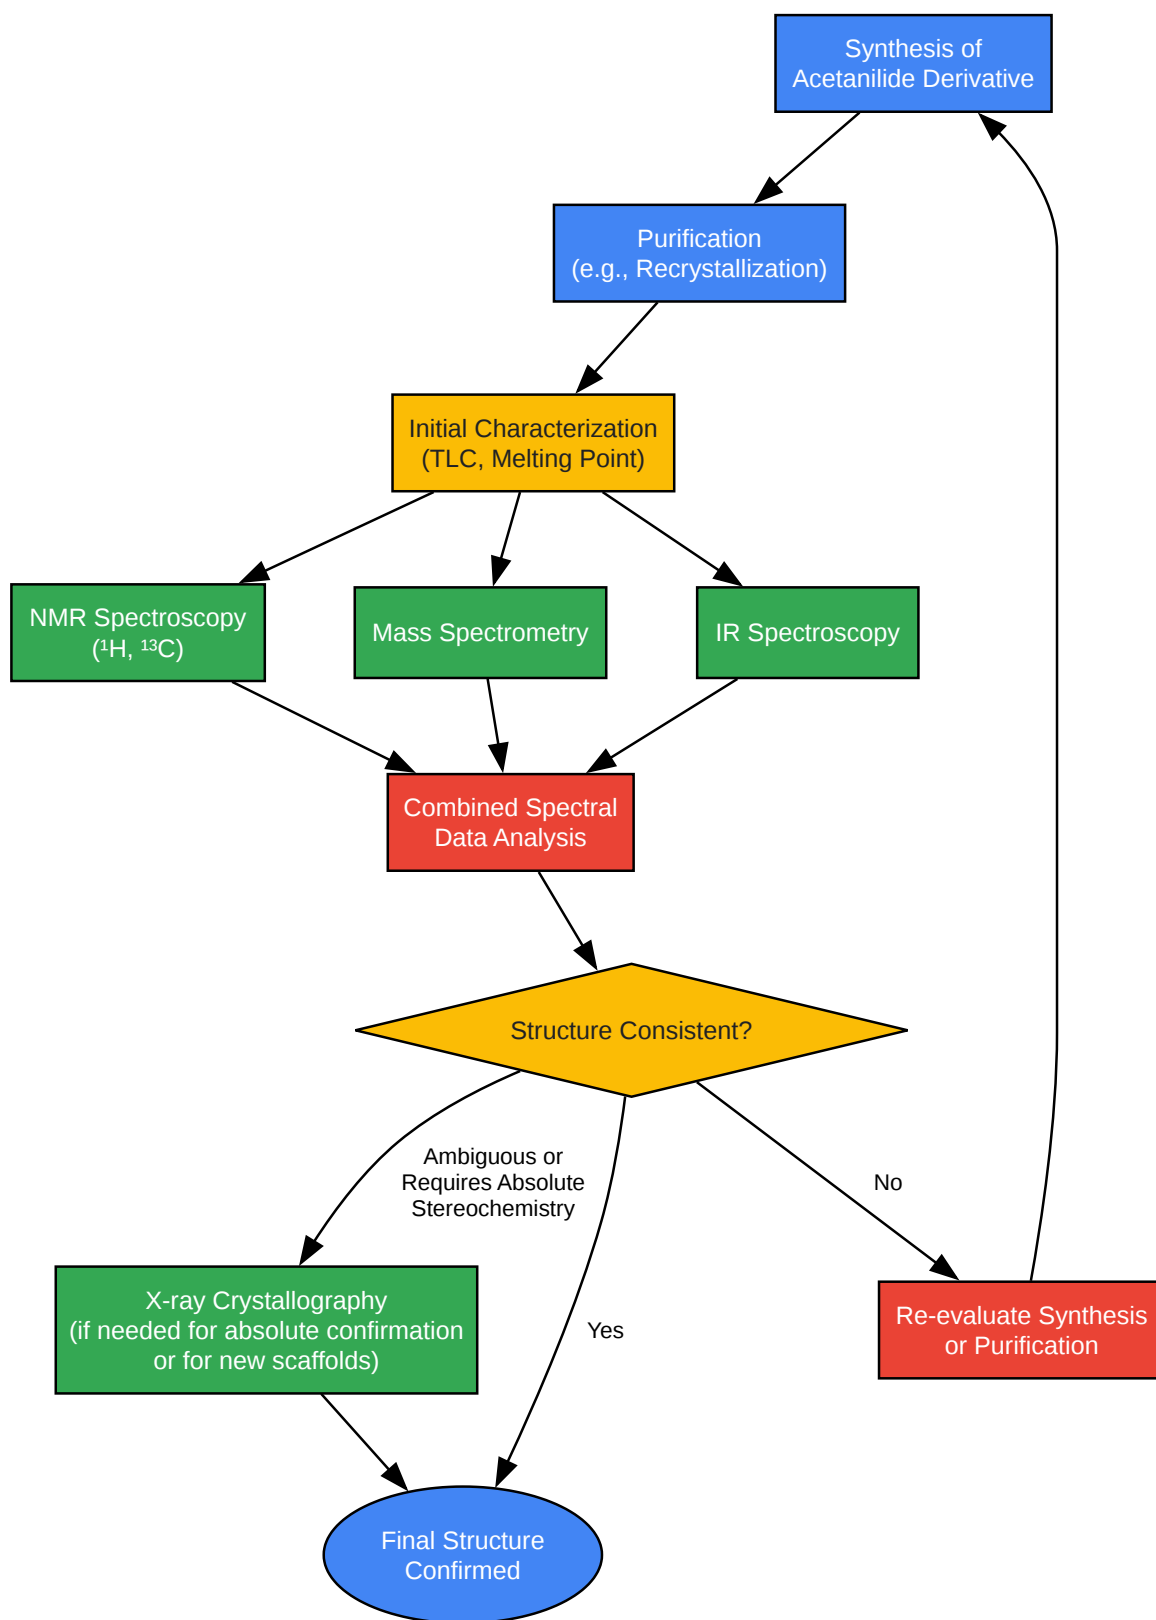 Synthesis of
Acetanilide Derivative
Purification
(e.g., Recrystallization)
Initial Characterization
(TLC, Melting Point)
NMR Spectroscopy
(¹H, ¹³C)
Mass Spectrometry
IR Spectroscopy
Combined Spectral
Data Analysis
Structure Consistent?
Ambiguous or
Requires Absolute
Stereochemistry
No
Yes
X-ray Crystallography
(if needed for absolute confirmation
or for new scaffolds)
Re-evaluate Synthesis
or Purification
Final Structure
Confirmed